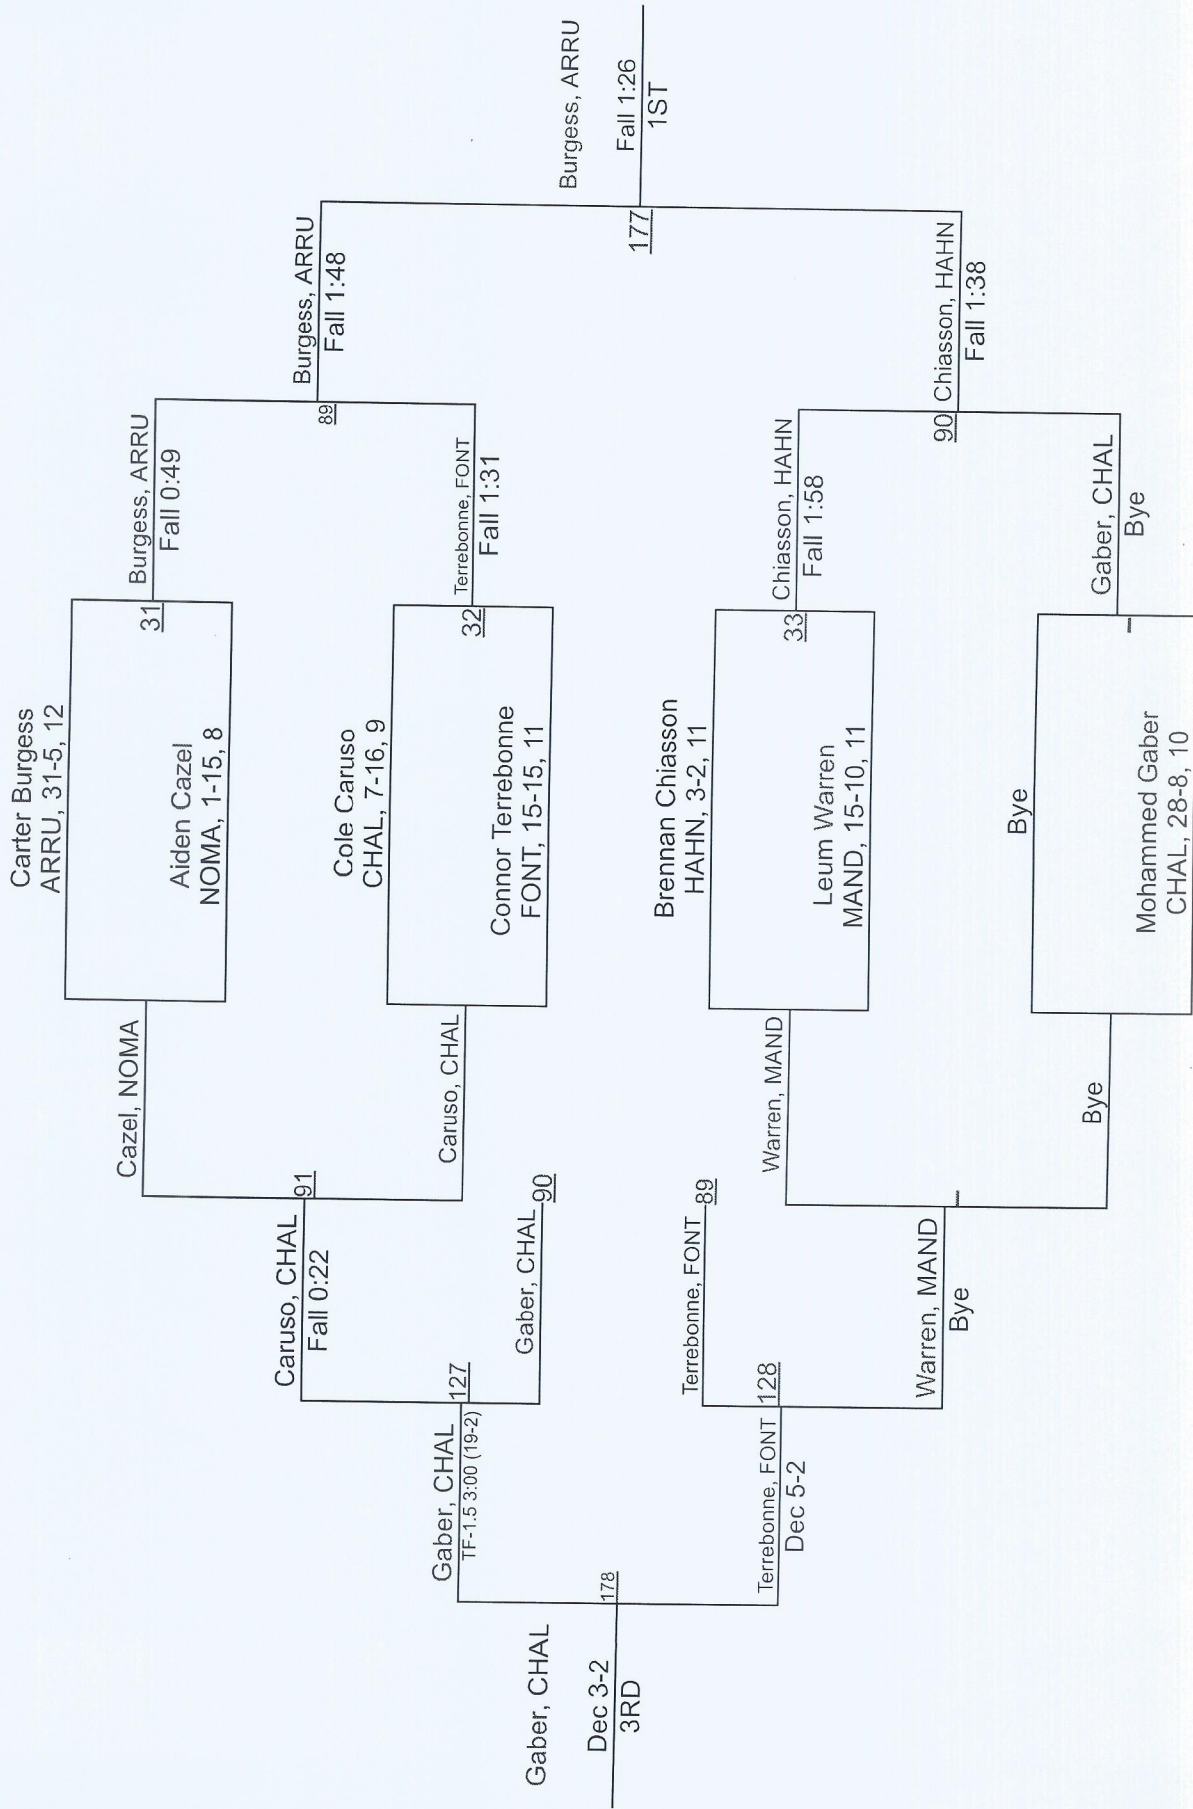 Carter Burgess
ARRU, 31-5, 12
Aiden Cazel
NOMA, 1-15, 8
31
Cole Caruso
CHAL, 7-16, 9
Connor Terrebonne
FONT, 15-15, 11
32
Brennan Chiasson
HAHN, 3-2, 11
Leum Warren
MAND, 15-10, 11
33
Bye
Mohammed Gaber
CHAL, 28-8, 10
Burgess, ARRU
Fall 0:49
Terrebonne, FONT
Fall 1:31
89
Chiasson, HAHN
Fall 1:58
Gaber, CHAL
Bye
90
Burgess, ARRU
Fall 1:48
Chiasson, HAHN
Fall 1:38
177
Burgess, ARRU
Fall 1:26
1ST
Cazel, NOMA
Caruso, CHAL
91
Warren, MAND
Bye
Caruso, CHAL
Fall 0:22
Gaber, CHAL
90
127
Terrebonne, FONT
89
Warren, MAND
Bye
128
Gaber, CHAL
TF-1.5 3:00 (19-2)
Terrebonne, FONT
Dec 5-2
178
Gaber, CHAL
Dec 3-2
3RD